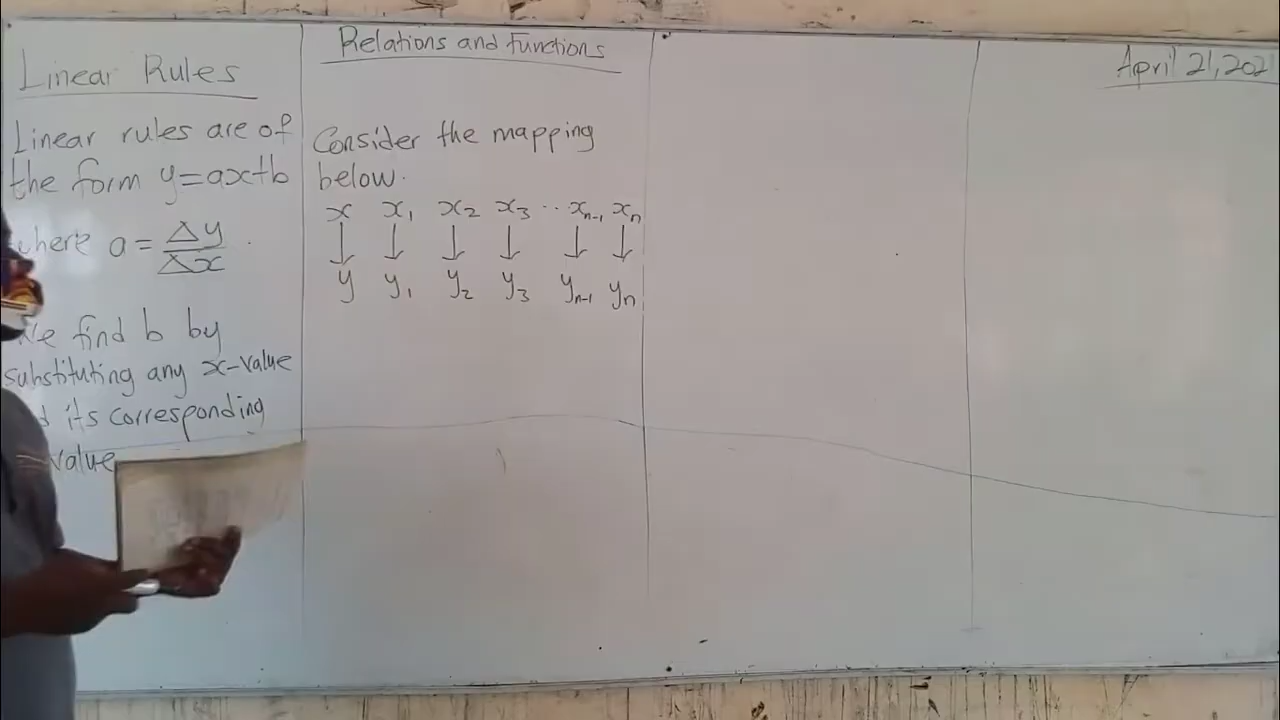 Linear Rules
Linear rules are of
the form y=ax+b
where a = Δy/Δx
We find b by
substituting any x-value
its corresponding
value
Relations and Functions
Consider the mapping
below.
x x₁ x₂ x₃ ... xₙ₋₁ xₙ
↓ ↓ ↓ ↓ ↓ ↓
y y₁ y₂ y₃ yₙ₋₁ yₙ
April 21, 202